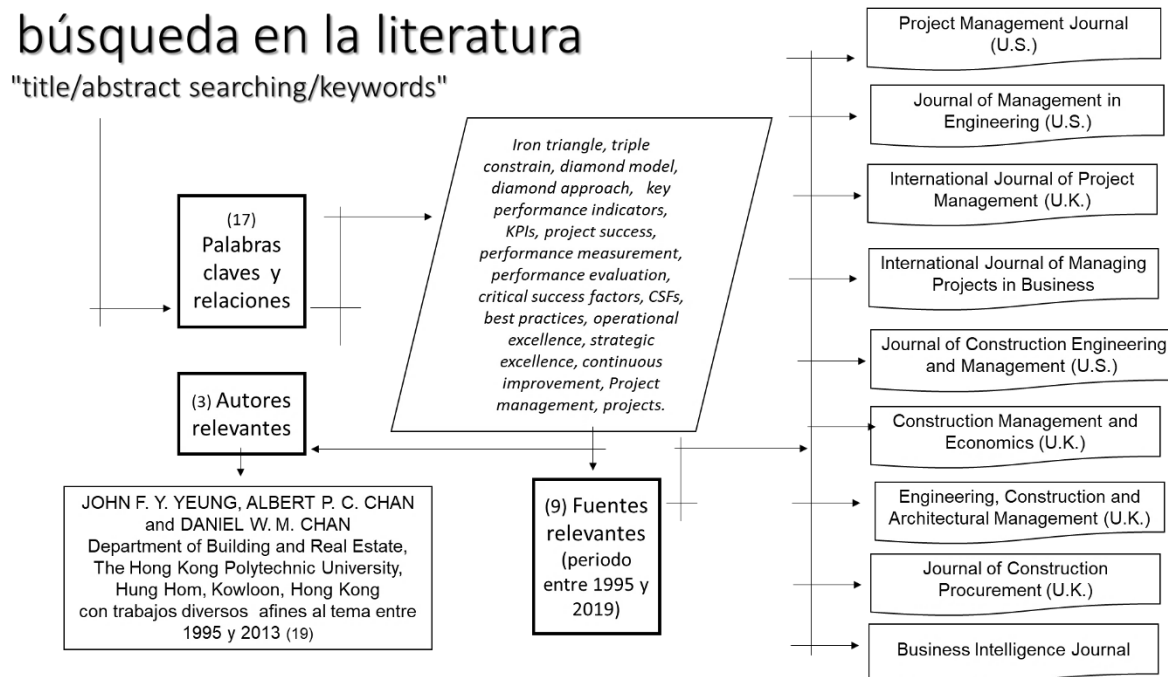 búsqueda en la literatura
"title/abstract searching/keywords"
(17)
Palabras
claves y
relaciones
Iron triangle, triple
constrain, diamond model,
diamond approach, key
performance indicators,
KPIs, project success,
performance measurement,
performance evaluation,
critical success factors, CSFs,
best practices, operational
excellence, strategic
excellence, continuous
improvement, Project
management, projects.
(3) Autores
relevantes
JOHN F. Y. YEUNG, ALBERT P. C. CHAN
and DANIEL W. M. CHAN
Department of Building and Real Estate,
The Hong Kong Polytechnic University,
Hung Hom, Kowloon, Hong Kong
con trabajos diversos afines al tema entre
1995 y 2013 (19)
(9) Fuentes
relevantes
(periodo
entre 1995 y
2019)
Project Management Journal
(U.S.)
Journal of Management in
Engineering (U.S.)
International Journal of Project
Management (U.K.)
International Journal of Managing
Projects in Business
Journal of Construction Engineering
and Management (U.S.)
Construction Management and
Economics (U.K.)
Engineering, Construction and
Architectural Management (U.K.)
Journal of Construction
Procurement (U.K.)
Business Intelligence Journal